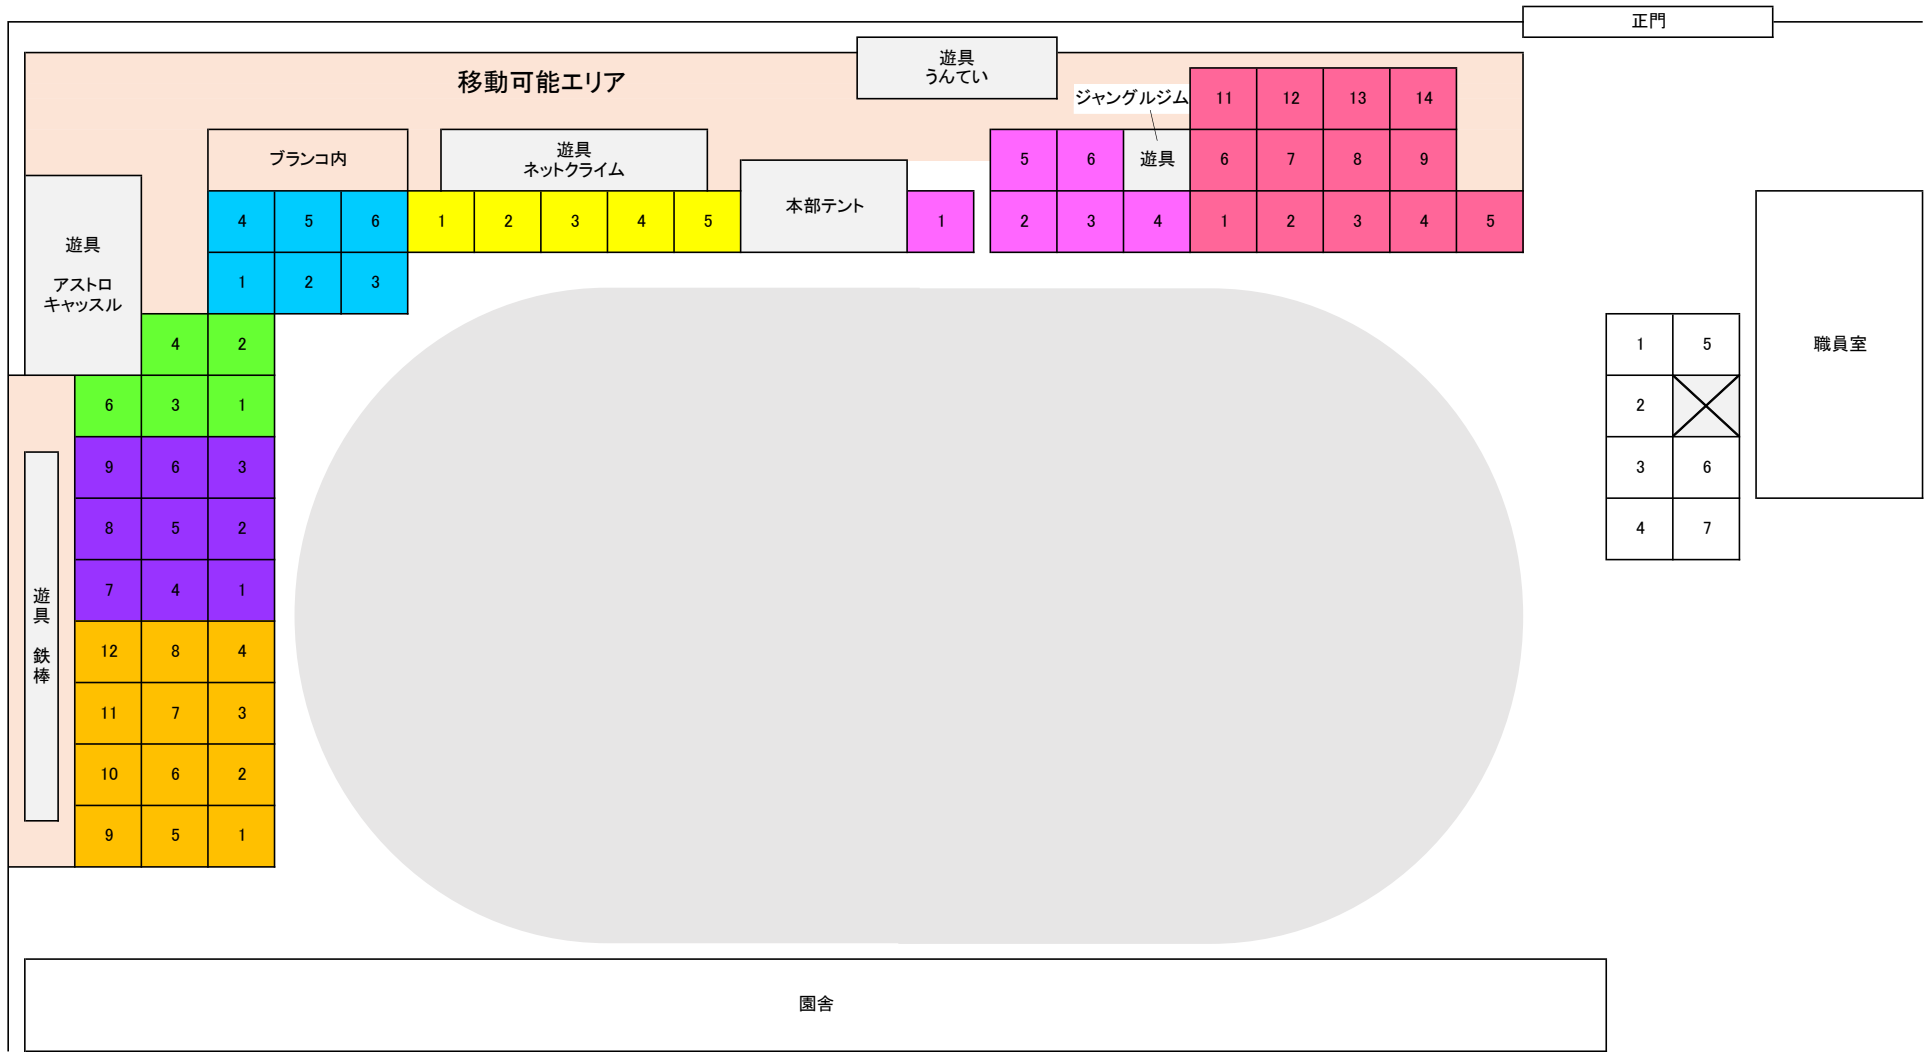 正門
遊具
うんてい
移動可能エリア
ジャングルジム
11 12 13 14
ブランコ内
遊具
ネットクライム
5 6 遊具 6 7 8 9
本部テント
4 5 6 1 2 3 4 5 1 2 3 4 1 2 3 4 5
遊具
アストロ
キャッスル
1 2 3
4 2
1 5
職員室
6 3 1
2
9 6 3
3 6
8 5 2
4 7
7 4 1
遊具 鉄棒
12 8 4
11 7 3
10 6 2
9 5 1
園舎